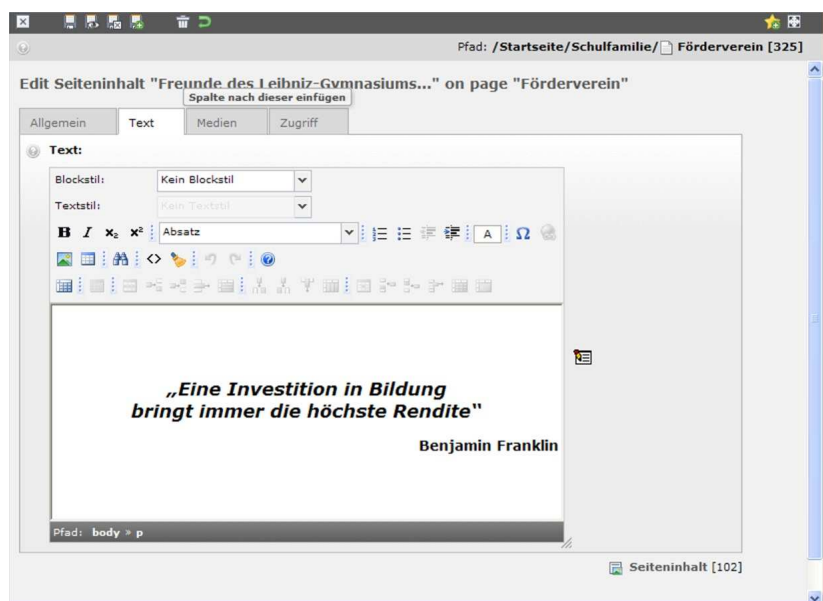 Pfad: /Startseite/Schulfamilie/ Förderverein [325]
Edit Seiteninhalt "Freunde des Leibniz-Gymnasiums..." on page "Förderverein"
Spalte nach dieser einfügen
Allgemein Text Medien Zugriff
Text:
Blockstil: Kein Blockstil
Textstil: Kein Textstil
B I x₂ x² Absatz A Ω
„Eine Investition in Bildung
bringt immer die höchste Rendite“
Benjamin Franklin
Pfad: body » p
Seiteninhalt [102]